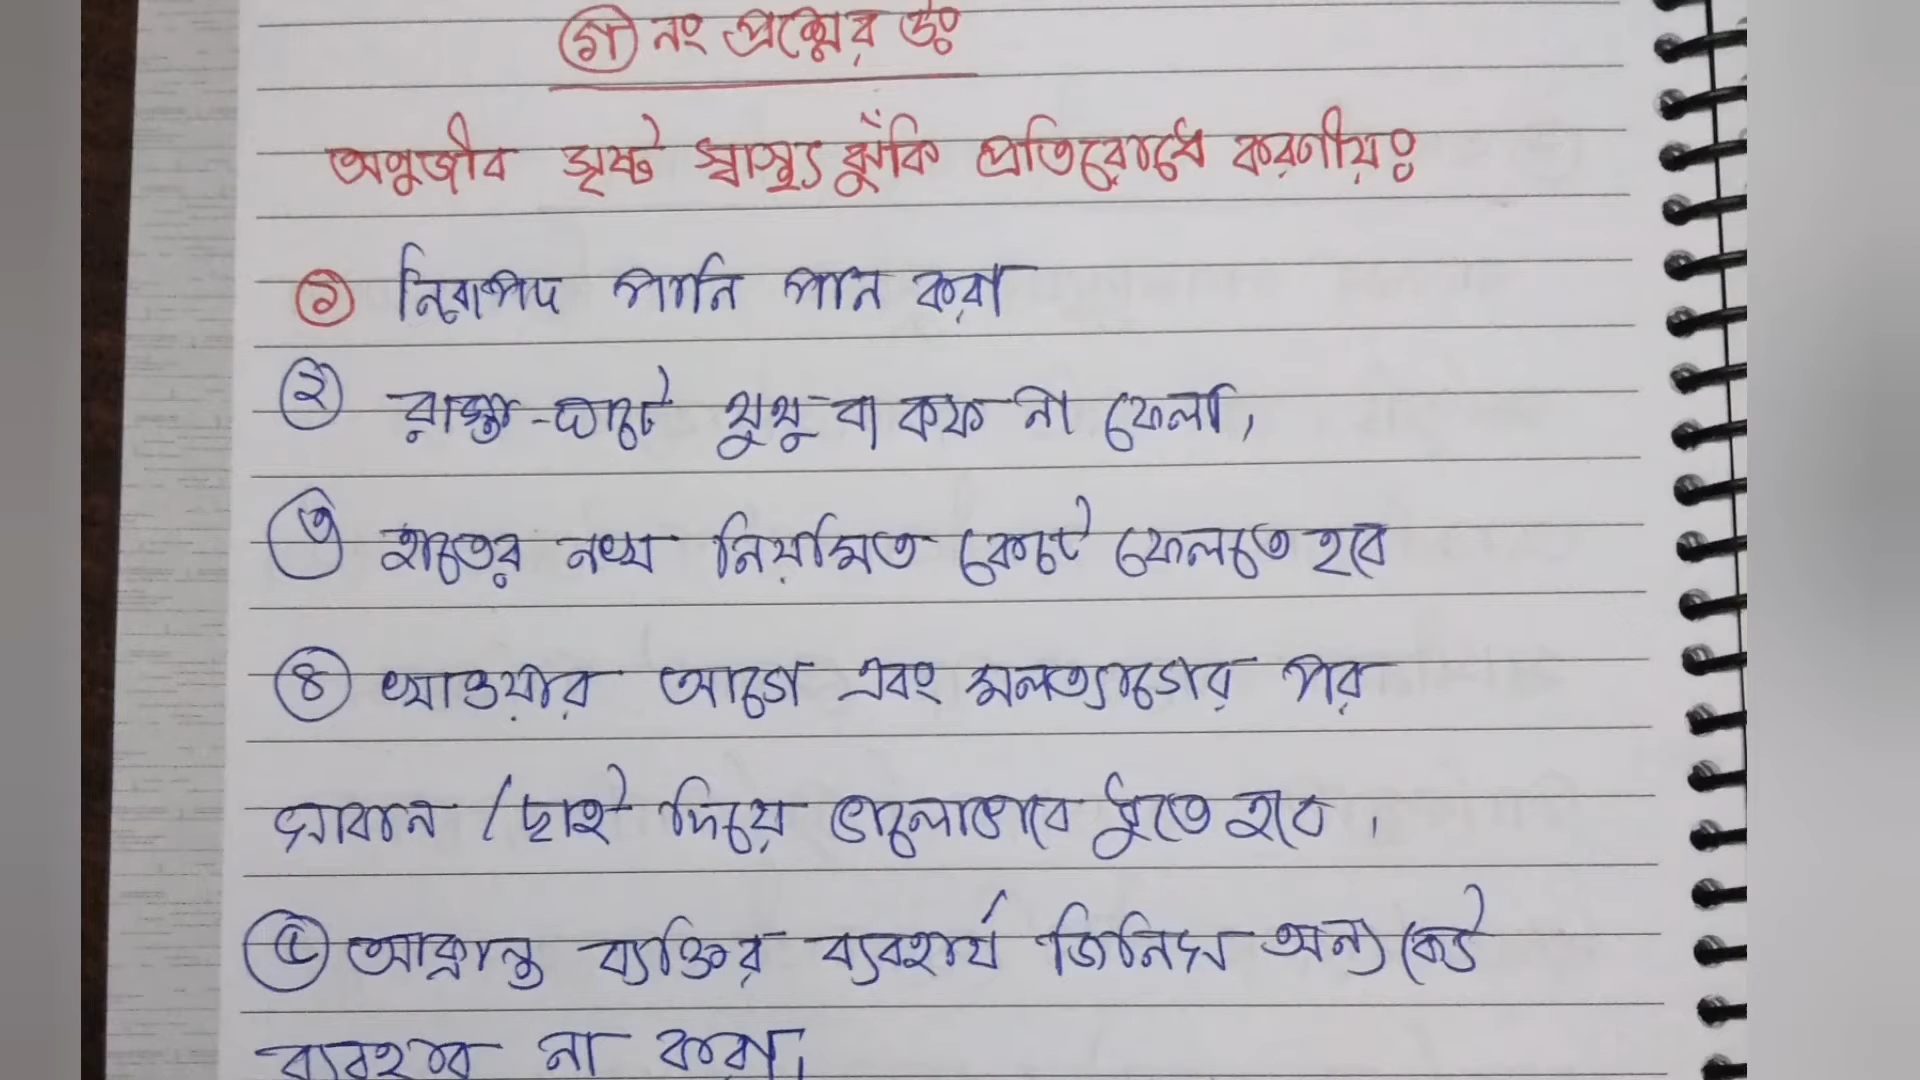 গ নং প্রশ্নের উঃ
অণুজীব সৃষ্ট স্বাস্থ্য ঝুঁকি প্রতিরোধে করণীয়ঃ
১ নিরাপদ পানি পান করা
২ রাস্তা-ঘাটে থুথু বা কফ না ফেলা,
৩ হাতের নখ নিয়মিত কেটে ফেলতে হবে
৪ খাওয়ার আগে এবং মলত্যাগের পর
সাবান / ছাই দিয়ে ভালোভাবে ধুতে হবে।
৫ আক্রান্ত ব্যক্তির ব্যবহার্য জিনিস অন্য কেউ
ব্যবহার না করা।